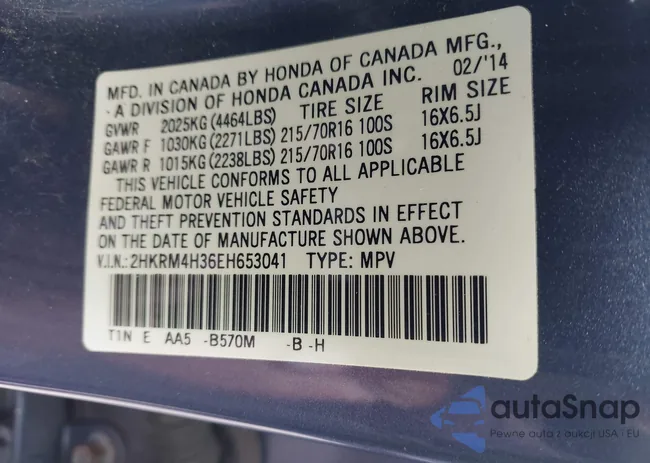 MFD. IN CANADA BY HONDA OF CANADA MFG.,
- A DIVISION OF HONDA CANADA INC. 02/'14
GVWR 2025KG (4464LBS) TIRE SIZE RIM SIZE
GAWR F 1030KG (2271LBS) 215/70R16 100S 16X6.5J
GAWR R 1015KG (2238LBS) 215/70R16 100S 16X6.5J
THIS VEHICLE CONFORMS TO ALL APPLICABLE
FEDERAL MOTOR VEHICLE SAFETY
AND THEFT PREVENTION STANDARDS IN EFFECT
ON THE DATE OF MANUFACTURE SHOWN ABOVE.
V.I.N.: 2HKRM4H36EH653041 TYPE: MPV
T1N E AA5 -B570M -B -H
autaSnap
Pewne auta z aukcji USA i EU